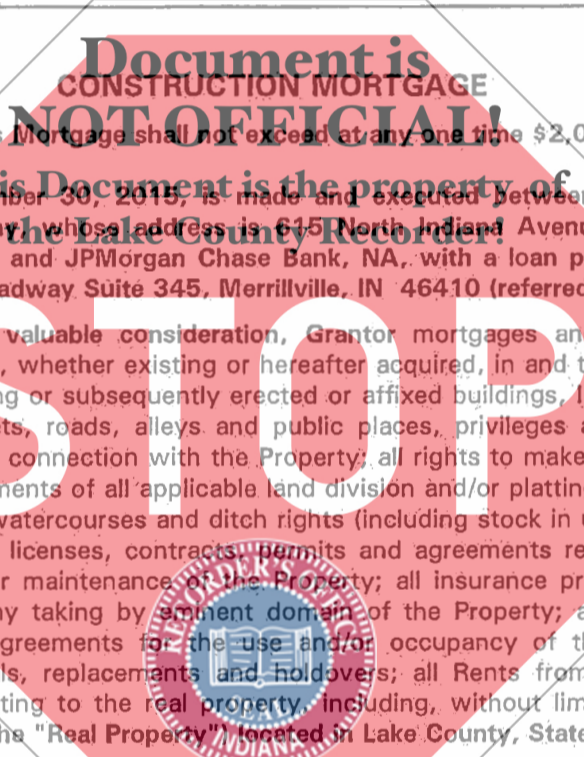 Document is
CONSTRUCTION MORTGAGE
NOT OFFICIAL!
s Mortgage shall not exceed at any one time $2,0
is Document is the property of
ber 30, 2015, is made and executed betwee
the Lake County Recorder!
y, whose address is 615 North Indiana Avenu
and JPMorgan Chase Bank, NA, with a loan p
adway Suite 345, Merrillville, IN 46410 (referred
STOP
valuable consideration, Grantor mortgages an
, whether existing or hereafter acquired, in and t
ng or subsequently erected or affixed buildings, i
ts, roads, alleys and public places, privileges a
connection with the Property; all rights to make
ments of all applicable land division and/or plattin
watercourses and ditch rights (including stock in
licenses, contracts, permits and agreements re
r maintenance of the Property; all insurance pr
ny taking by eminent domain of the Property; a
greements for the use and/or occupancy of th
ls, replacements and holdovers; all Rents from
ting to the real property, including, without lim
he "Real Property") located in Lake County, State
RECORDER'S OFFICE
SEAL
INDIANA